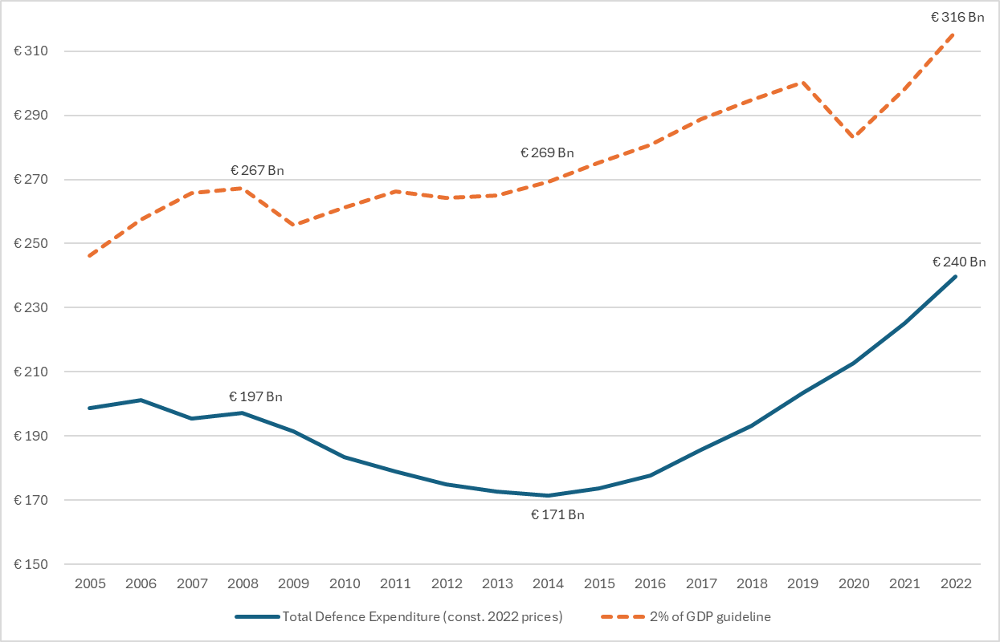 € 316 Bn
€ 310
€ 290
€ 269 Bn
€ 267 Bn
€ 270
€ 250
€ 240 Bn
€ 230
€ 210
€ 197 Bn
€ 190
€ 170
€ 171 Bn
€ 150
2005 2006 2007 2008 2009 2010 2011 2012 2013 2014 2015 2016 2017 2018 2019 2020 2021 2022
Total Defence Expenditure (const. 2022 prices) 2% of GDP guideline